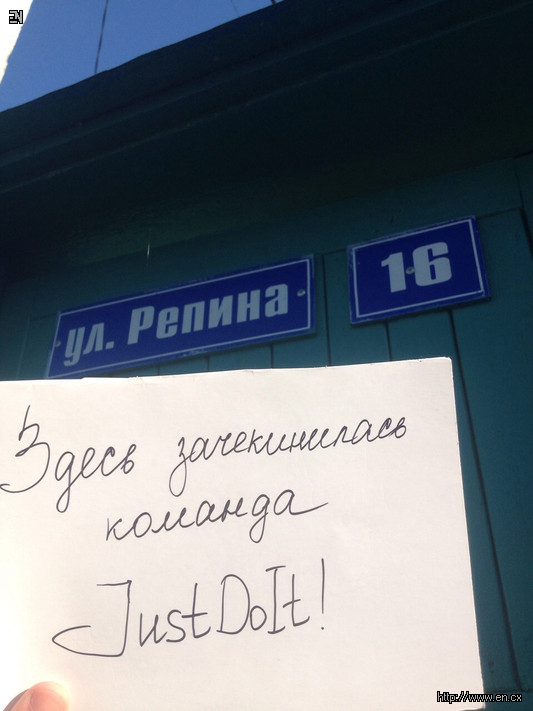 EN
ул. Репина
16
Здесь зачекинилась
команда
JustDoIt!
http://www.en.cx